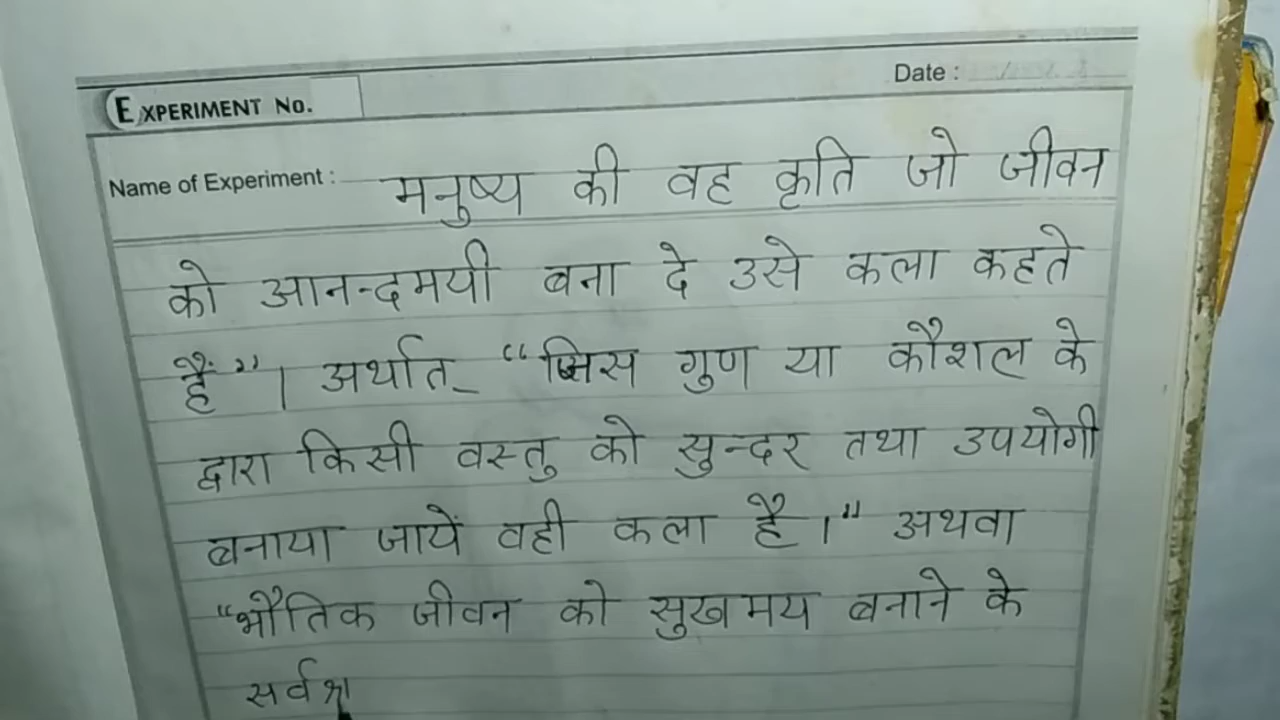 Date :
EXPERIMENT No.
Name of Experiment : मनुष्य की वह कृति जो जीवन
को आनन्दमयी बना दे उसे कला कहते
हैं"। अर्थात् "जिस गुण या कौशल के
द्वारा किसी वस्तु को सुन्दर तथा उपयोगी
बनाया जायें वही कला है।" अथवा
"भौतिक जीवन को सुखमय बनाने के